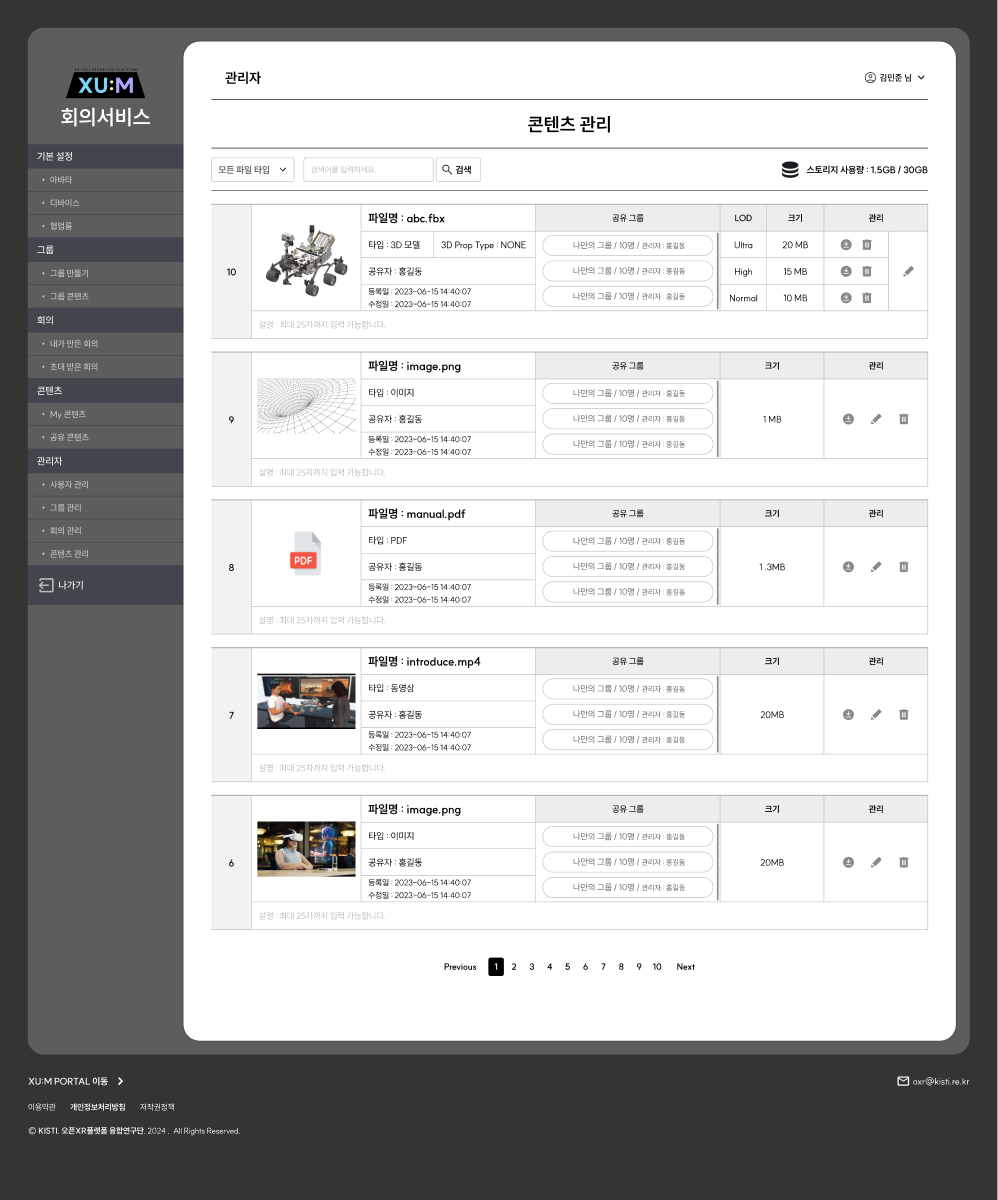 XU:M
회의서비스
기본 설정
• 아바타
• 디바이스
• 협업툴
그룹
• 그룹 만들기
• 그룹 콘텐츠
회의
• 내가 만든 회의
• 초대 받은 회의
콘텐츠
• My 콘텐츠
• 공유 콘텐츠
관리자
• 사용자 관리
• 그룹 관리
• 회의 관리
• 콘텐츠 관리
나가기
관리자
김민준 님
콘텐츠 관리
모든 파일 타입
검색어를 입력하세요.
검색
스토리지 사용량 : 1.5GB / 30GB
10
파일명 : abc.fbx
공유 그룹
LOD
크기
관리
타입 : 3D 모델
3D Prop Type : NONE
나만의 그룹 / 10명 / 관리자 : 홍길동
Ultra
20 MB
공유자 : 홍길동
나만의 그룹 / 10명 / 관리자 : 홍길동
High
15 MB
등록일 : 2023-06-15 14:40:07
수정일 : 2023-06-15 14:40:07
나만의 그룹 / 10명 / 관리자 : 홍길동
Normal
10 MB
설명 : 최대 25자까지 입력 가능합니다.
9
파일명 : image.png
공유 그룹
크기
관리
타입 : 이미지
나만의 그룹 / 10명 / 관리자 : 홍길동
공유자 : 홍길동
나만의 그룹 / 10명 / 관리자 : 홍길동
1 MB
등록일 : 2023-06-15 14:40:07
수정일 : 2023-06-15 14:40:07
나만의 그룹 / 10명 / 관리자 : 홍길동
설명 : 최대 25자까지 입력 가능합니다.
8
PDF
파일명 : manual.pdf
공유 그룹
크기
관리
타입 : PDF
나만의 그룹 / 10명 / 관리자 : 홍길동
공유자 : 홍길동
나만의 그룹 / 10명 / 관리자 : 홍길동
1 .3MB
등록일 : 2023-06-15 14:40:07
수정일 : 2023-06-15 14:40:07
나만의 그룹 / 10명 / 관리자 : 홍길동
설명 : 최대 25자까지 입력 가능합니다.
7
파일명 : introduce.mp4
공유 그룹
크기
관리
타입 : 동영상
나만의 그룹 / 10명 / 관리자 : 홍길동
공유자 : 홍길동
나만의 그룹 / 10명 / 관리자 : 홍길동
20MB
등록일 : 2023-06-15 14:40:07
수정일 : 2023-06-15 14:40:07
나만의 그룹 / 10명 / 관리자 : 홍길동
설명 : 최대 25자까지 입력 가능합니다.
6
파일명 : image.png
공유 그룹
크기
관리
타입 : 이미지
나만의 그룹 / 10명 / 관리자 : 홍길동
공유자 : 홍길동
나만의 그룹 / 10명 / 관리자 : 홍길동
20MB
등록일 : 2023-06-15 14:40:07
수정일 : 2023-06-15 14:40:07
나만의 그룹 / 10명 / 관리자 : 홍길동
설명 : 최대 25자까지 입력 가능합니다.
Previous 1 2 3 4 5 6 7 8 9 10 Next
XU:M PORTAL 이동
oxr@kisti.re.kr
이용약관 개인정보처리방침 저작권정책
© KISTI. 오픈XR플랫폼 융합연구단. 2024 . All Rights Reserved.